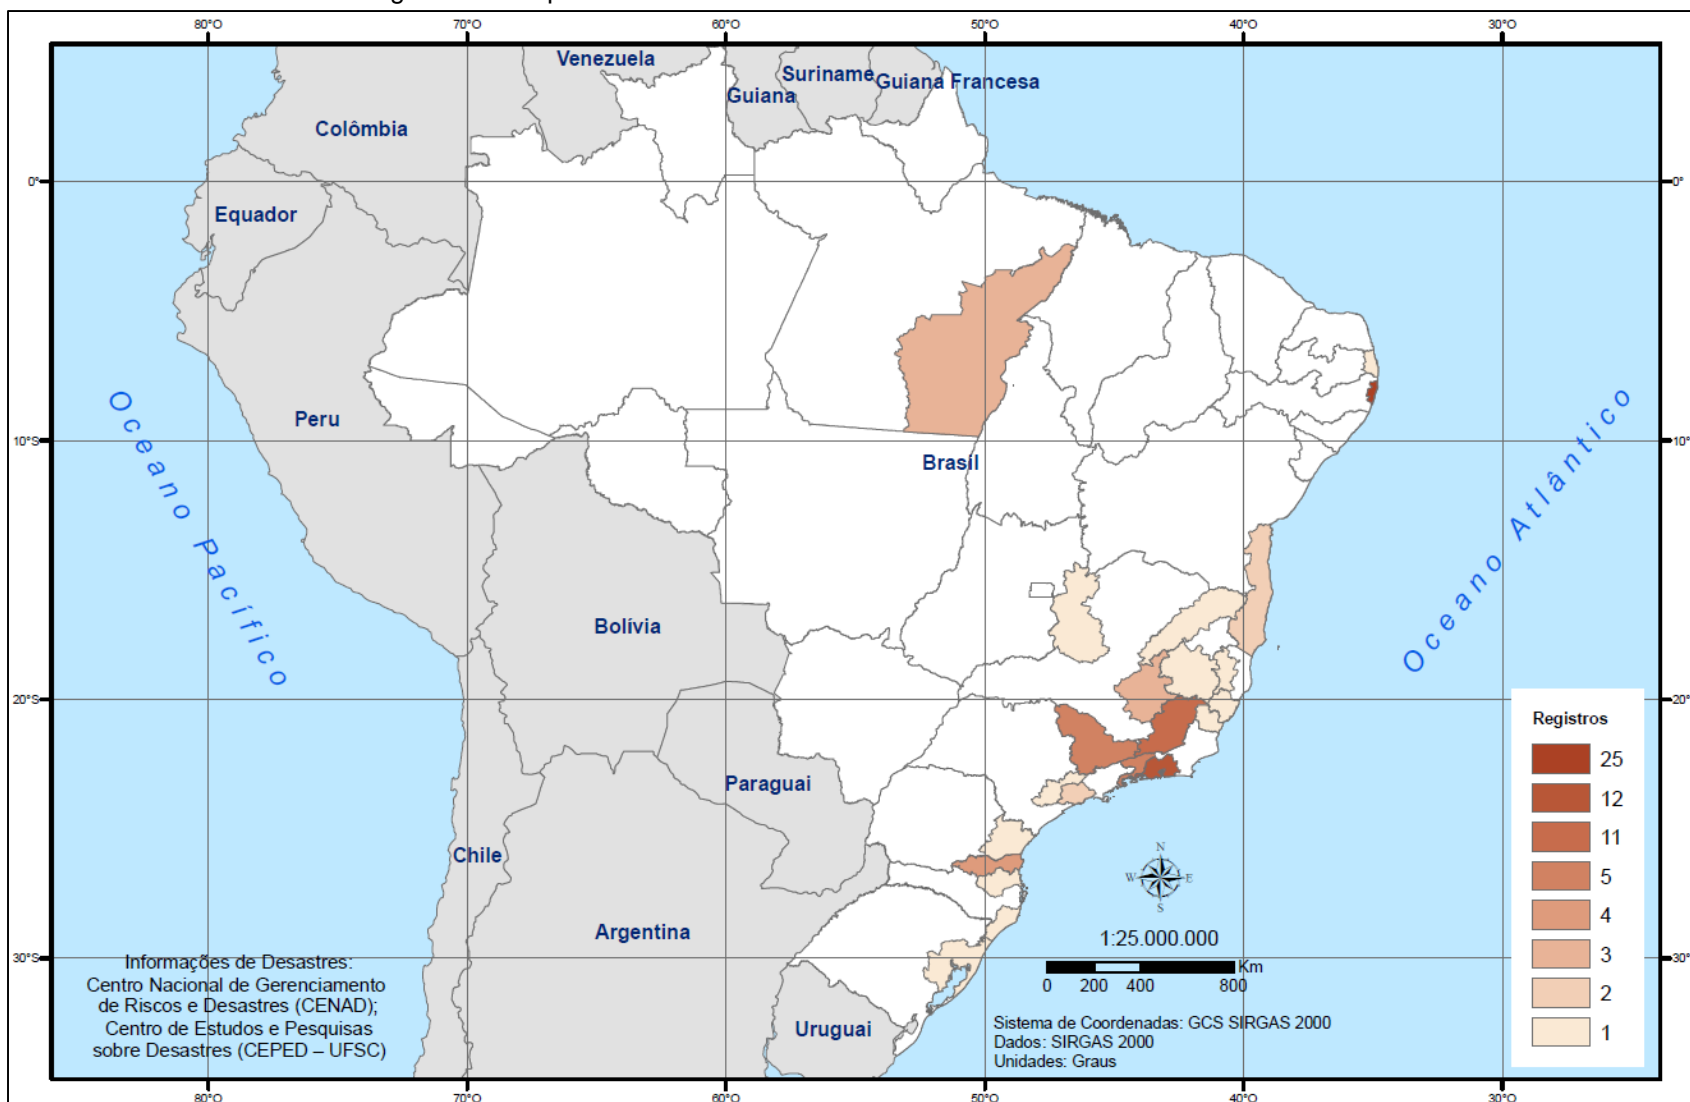 80°O 70°O 60°O 50°O 40°O 30°O
Venezuela
Suriname
Guiana Francesa
Guiana
Colômbia
0° 0°
Equador
Oceano Pacífico
Peru
Oceano Atlântico
10°S 10°
Brasil
Bolívia
20°S 20°
Paraguai
Chile
Argentina
Uruguai
30°S 30°
Registros
25
12
11
5
4
3
2
1
N
W E
S
1:25.000.000
Km
0 200 400 800
Sistema de Coordenadas: GCS SIRGAS 2000
Dados: SIRGAS 2000
Unidades: Graus
Informações de Desastres:
Centro Nacional de Gerenciamento
de Riscos e Desastres (CENAD);
Centro de Estudos e Pesquisas
sobre Desastres (CEPED – UFSC)
80°O 70°O 60°O 50°O 40°O 30°O